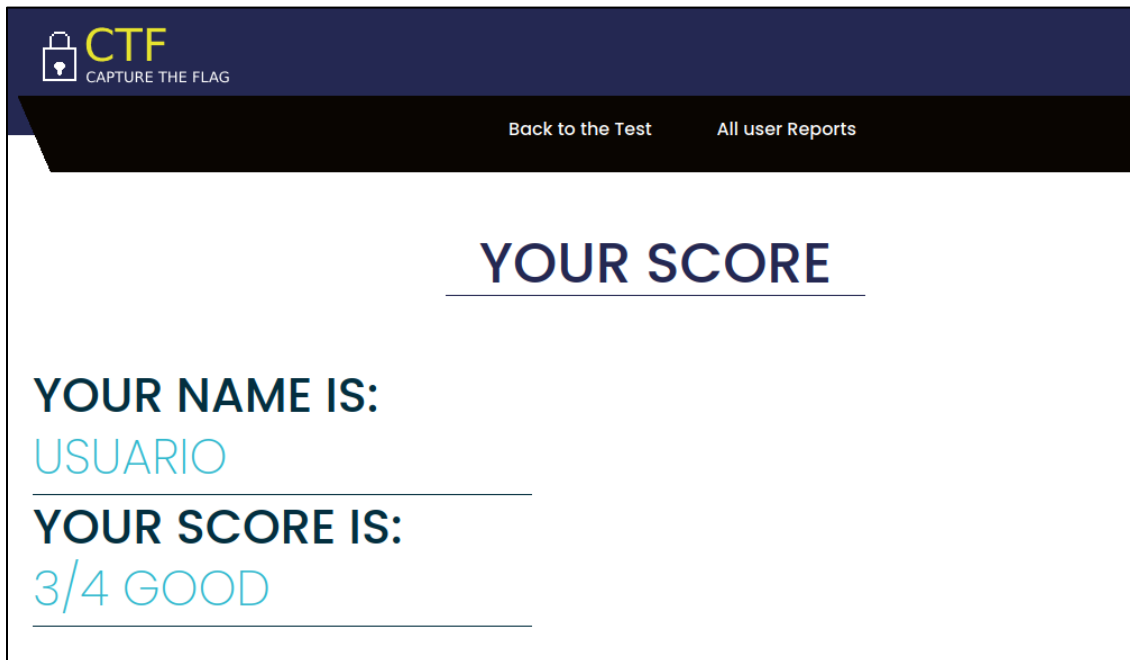 CTF
CAPTURE THE FLAG
Back to the Test All user Reports
YOUR SCORE
YOUR NAME IS:
USUARIO
YOUR SCORE IS:
3/4 GOOD